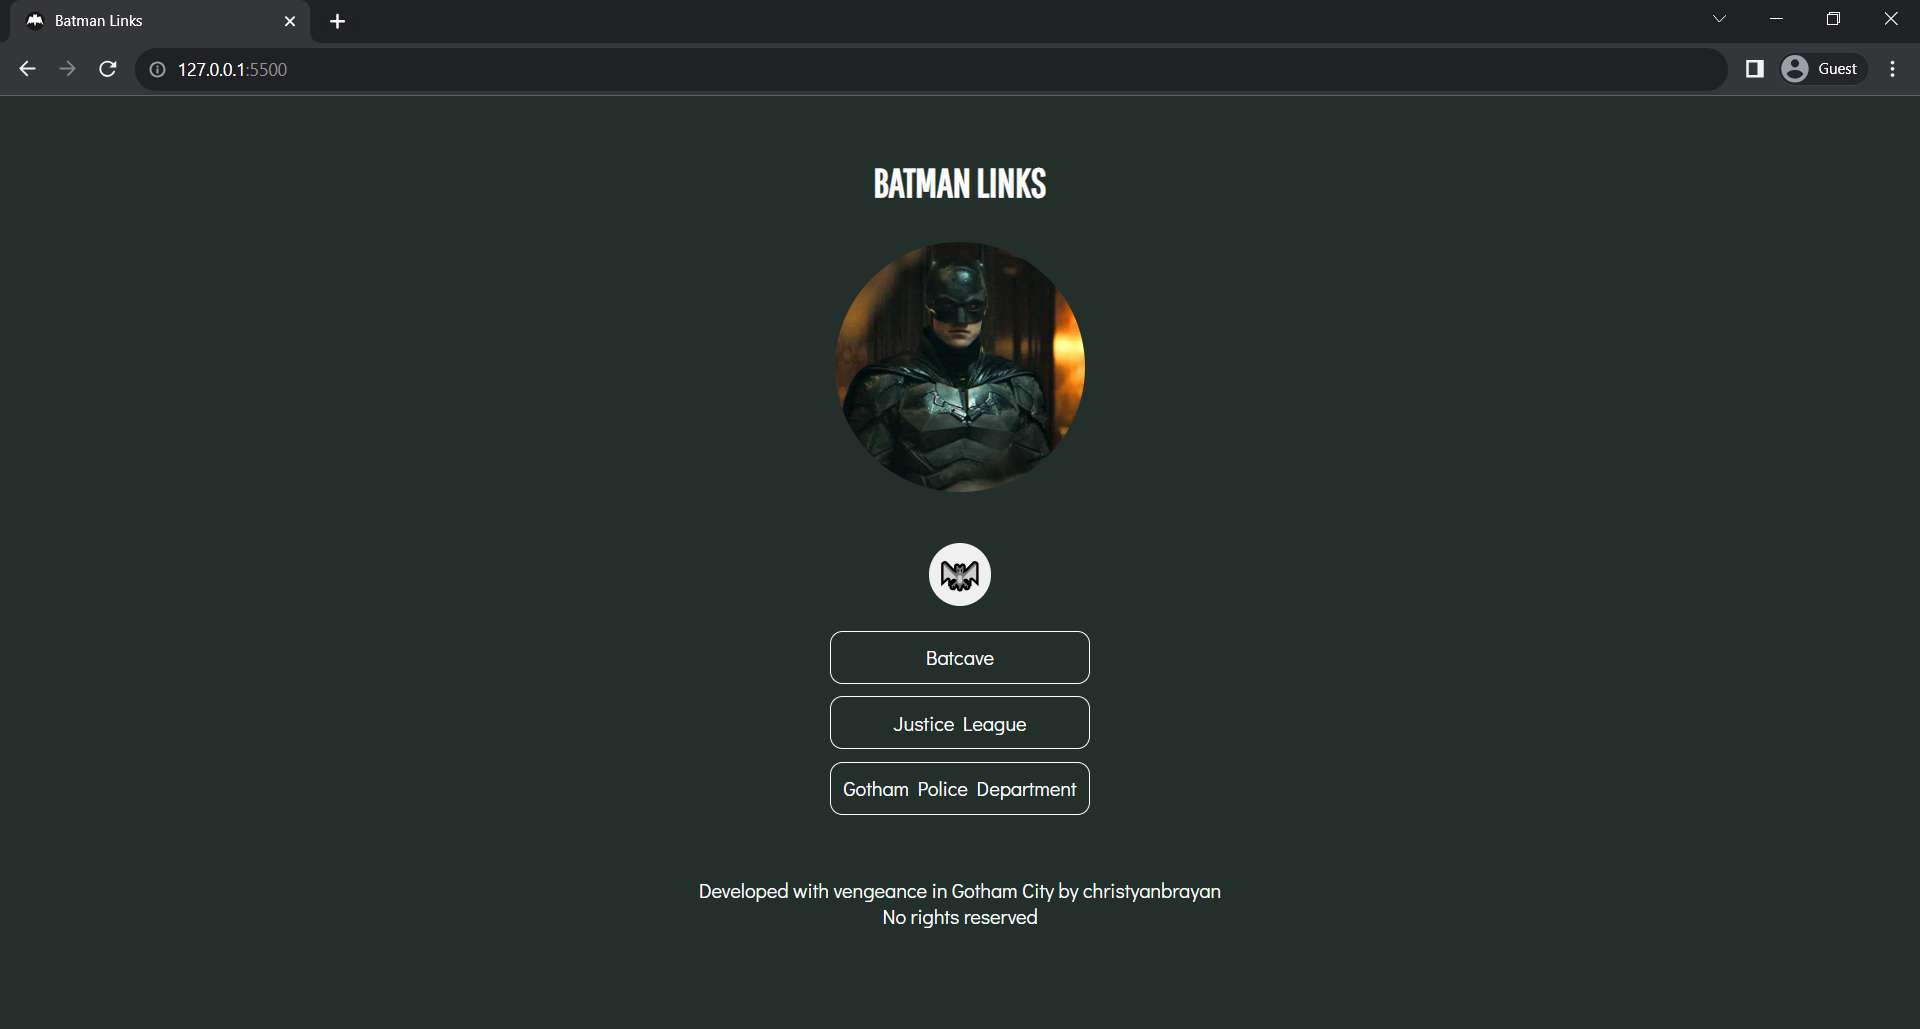 Batman Links
127.0.0.1:5500
Guest
BATMAN LINKS
Batcave
Justice League
Gotham Police Department
Developed with vengeance in Gotham City by christyanbrayan
No rights reserved